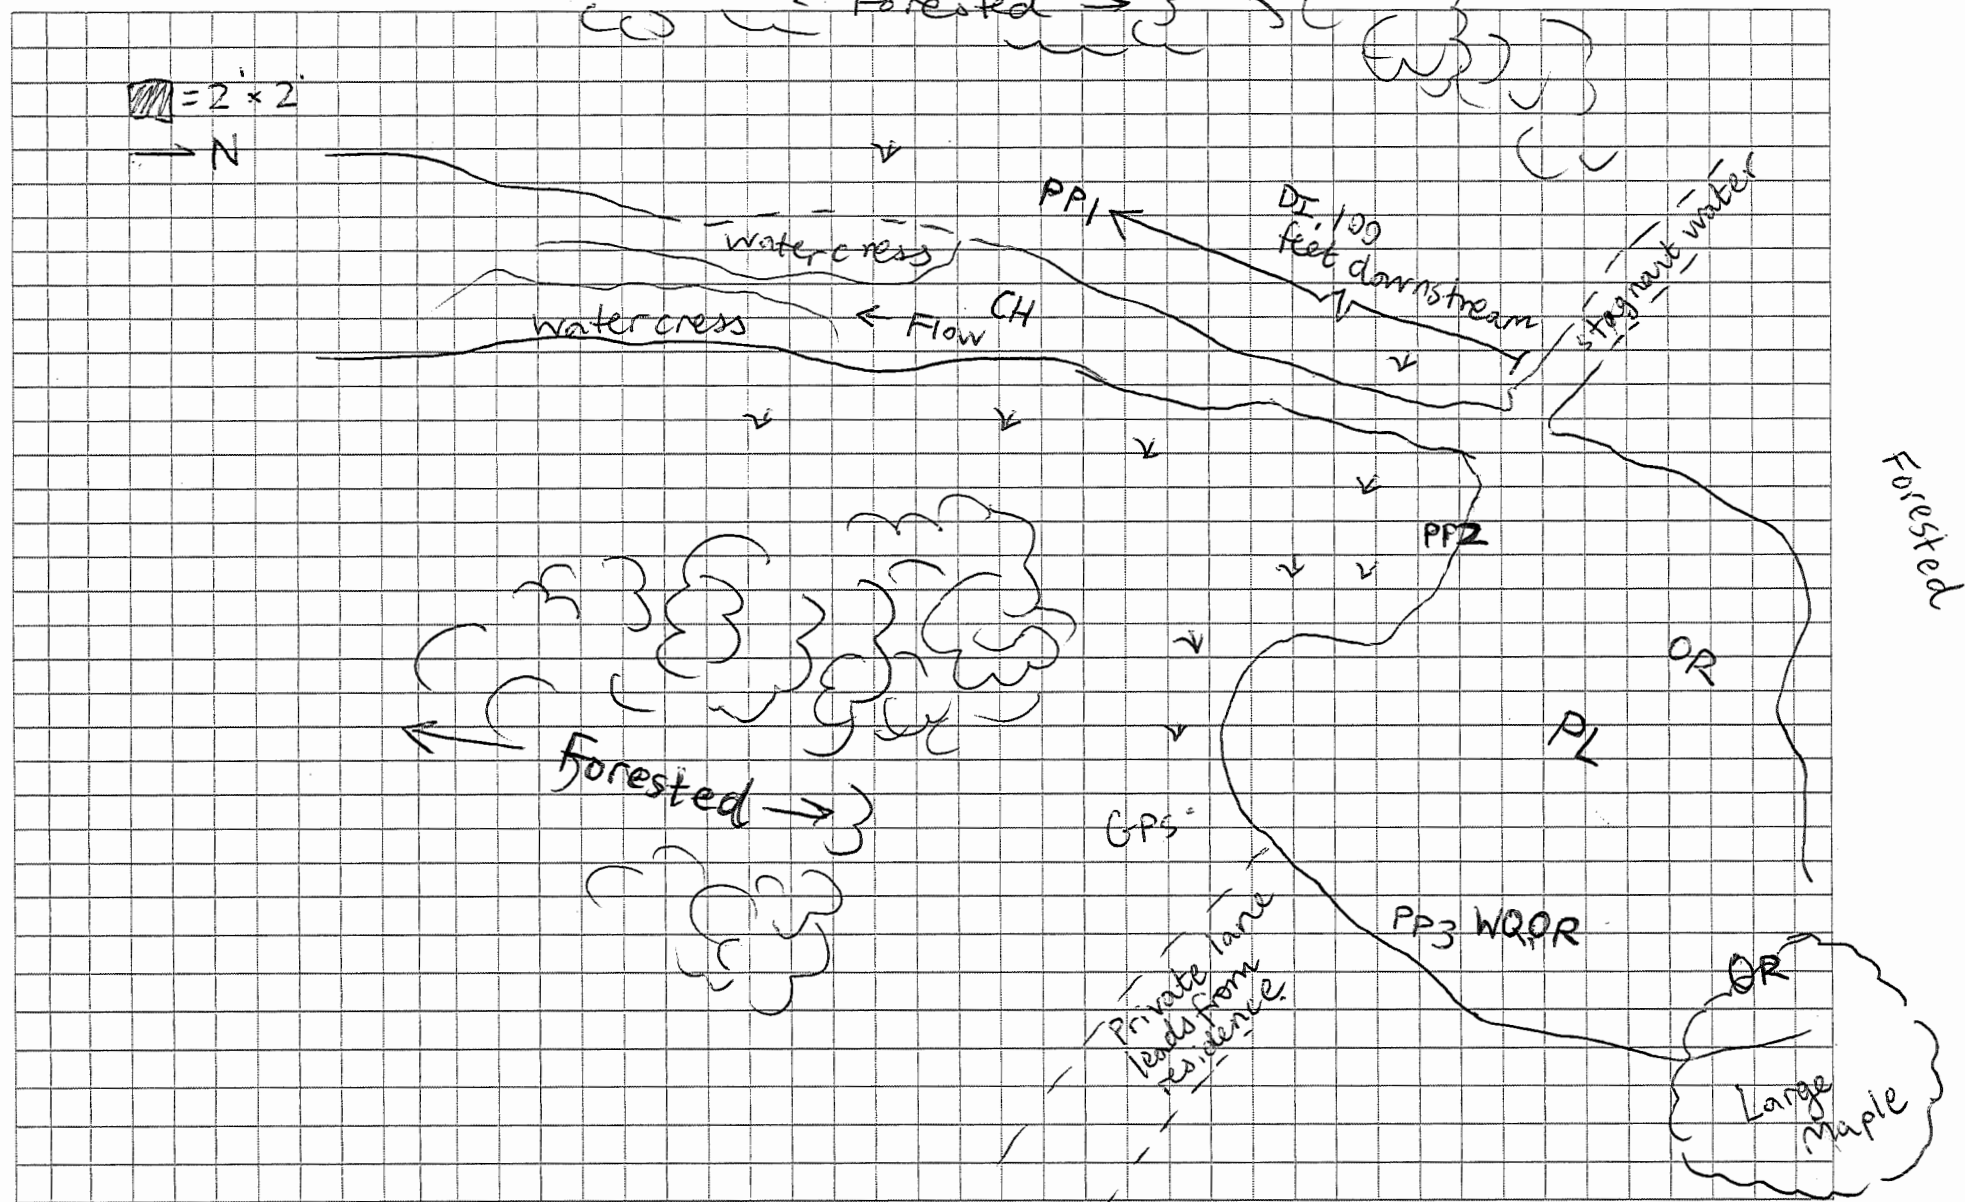 Forested →
= 2' × 2'
→ N
PP1
DI, 100
feet downstream
stagnant water
watercress
watercress
← Flow
CH
Forested
PP2
OR
PL
← Forested →
GPS
PP3 WQ,OR
OR
Private lane
leads from
residence
Large
Maple